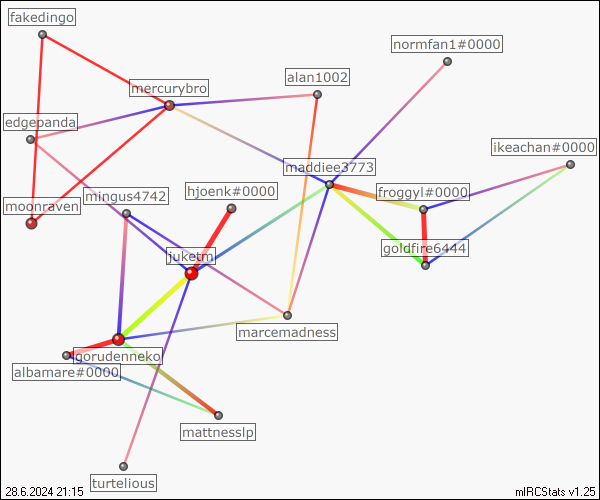 fakedingo
normfan1#0000
alan1002
mercurybro
edgepanda
ikeachan#0000
maddiee3773
mingus4742
hjoenk#0000
froggyl#0000
moonraven
goldfire6444
juketm
marcemadness
gorudenneko
albamare#0000
mattnesslp
turtelious
28.6.2024 21:15
mIRCStats v1.25